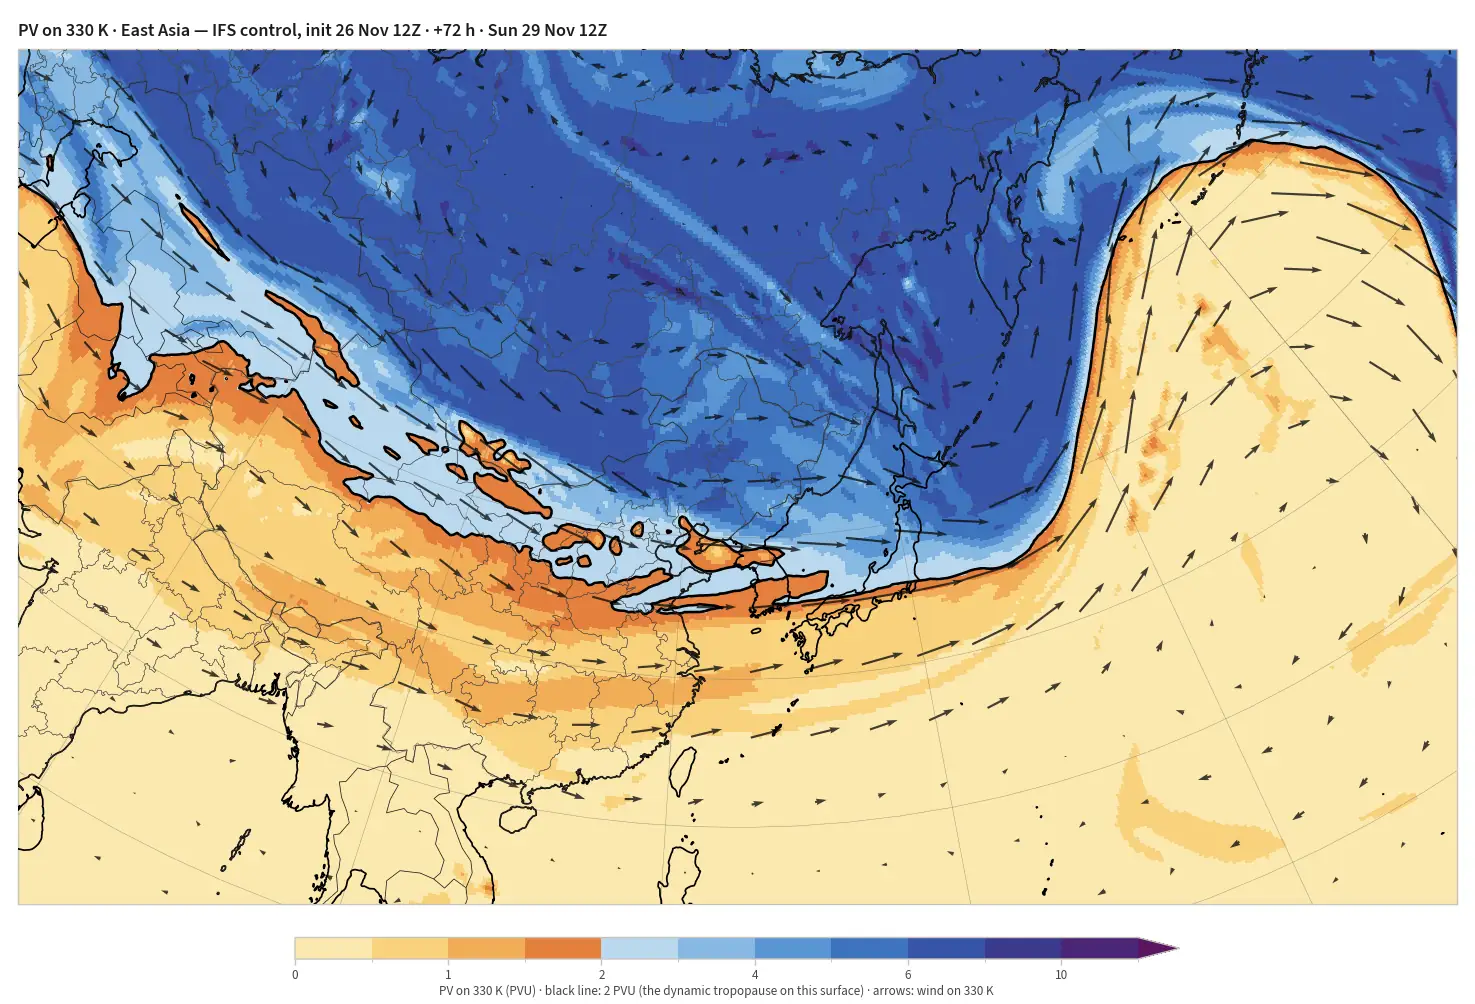 PV on 330 K · East Asia — IFS control, init 26 Nov 12Z · +72 h · Sun 29 Nov 12Z
0 1 2 4 6 10
PV on 330 K (PVU) · black line: 2 PVU (the dynamic tropopause on this surface) · arrows: wind on 330 K